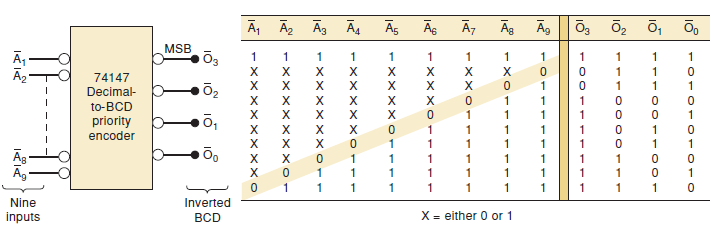 Ā₁
Ā₂
Ā₈
Ā₉
Nine
inputs
74147
Decimal-
to-BCD
priority
encoder
MSB
Ō₃
Ō₂
Ō₁
Ō₀
Inverted
BCD
Ā₁ Ā₂ Ā₃ Ā₄ Ā₅ Ā₆ Ā₇ Ā₈ Ā₉ Ō₃ Ō₂ Ō₁ Ō₀
1 1 1 1 1 1 1 1 1 1 1 1 1
X X X X X X X X 0 0 1 1 0
X X X X X X X 0 1 0 1 1 1
X X X X X X 0 1 1 1 0 0 0
X X X X X 0 1 1 1 1 0 0 1
X X X X 0 1 1 1 1 1 0 1 0
X X X 0 1 1 1 1 1 1 0 1 1
X X 0 1 1 1 1 1 1 1 1 0 0
X 0 1 1 1 1 1 1 1 1 1 0 1
0 1 1 1 1 1 1 1 1 1 1 1 0
X = either 0 or 1